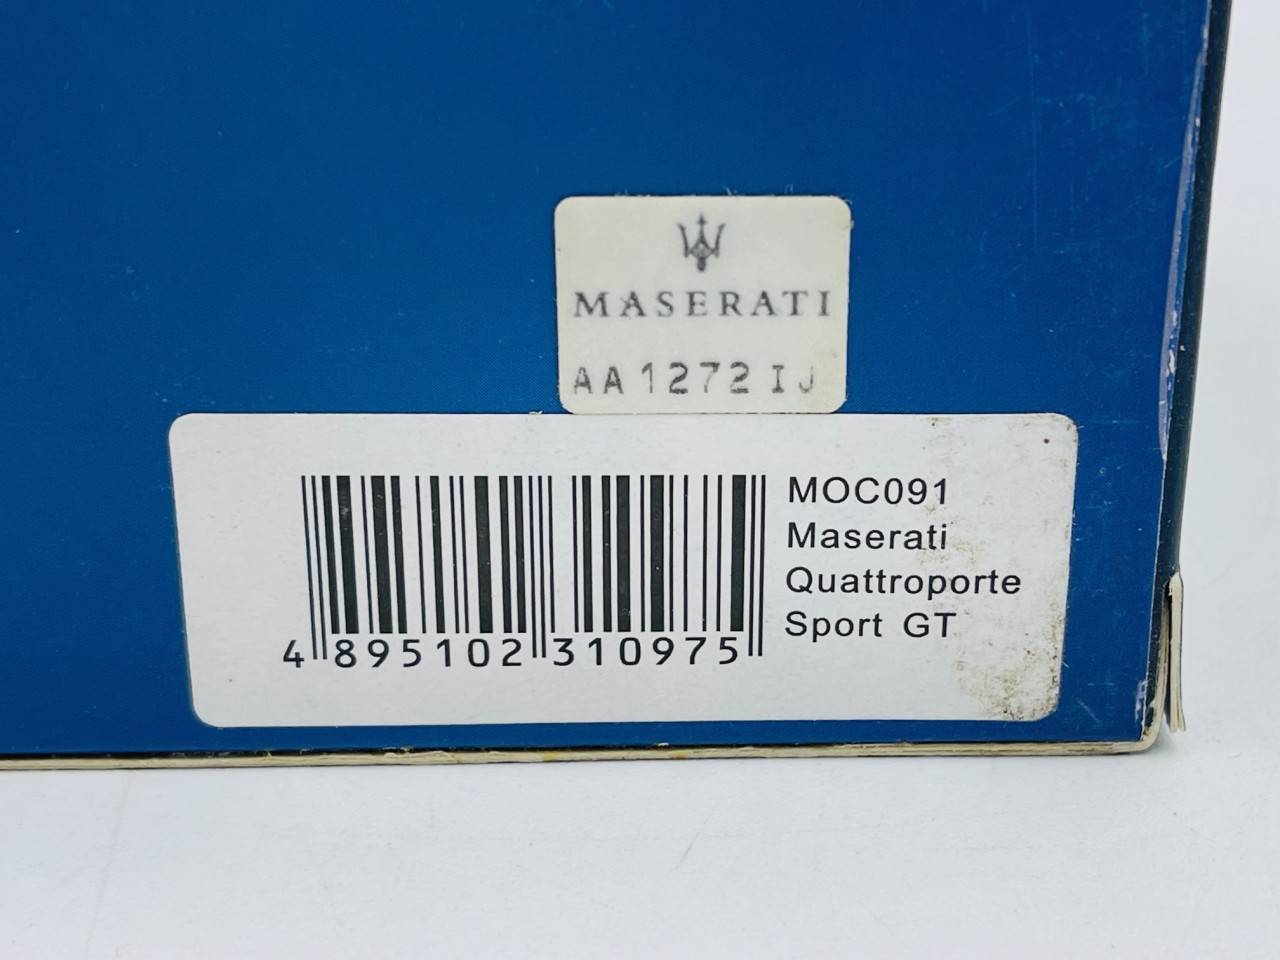 MASERATI
AA1272IJ
MOC091
Maserati
Quattroporte
Sport GT
4 895102 310975